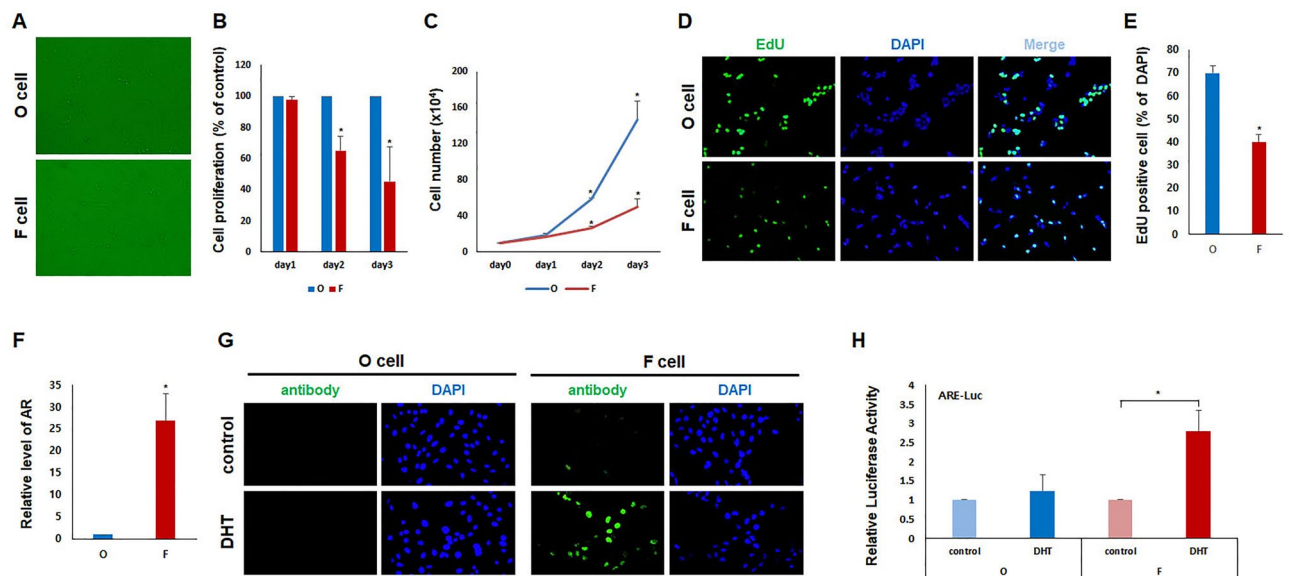 A
O cell
F cell
B
Cell proliferation (% of control)
120
100
80
60
40
20
0
*
*
day1 day2 day3
O F
C
Cell number (x10⁴)
200
160
120
80
40
0
*
*
*
*
day0 day1 day2 day3
O F
D
EdU DAPI Merge
O cell
F cell
E
EdU positive cell (% of DAPI)
80
70
60
50
40
30
20
10
0
*
O F
F
Relative level of AR
35
30
25
20
15
10
5
0
*
O F
G
O cell F cell
antibody DAPI antibody DAPI
control
DHT
H
Relative Luciferase Activity
ARE-Luc
4
3.5
3
2.5
2
1.5
1
0.5
0
*
control DHT control DHT
O F